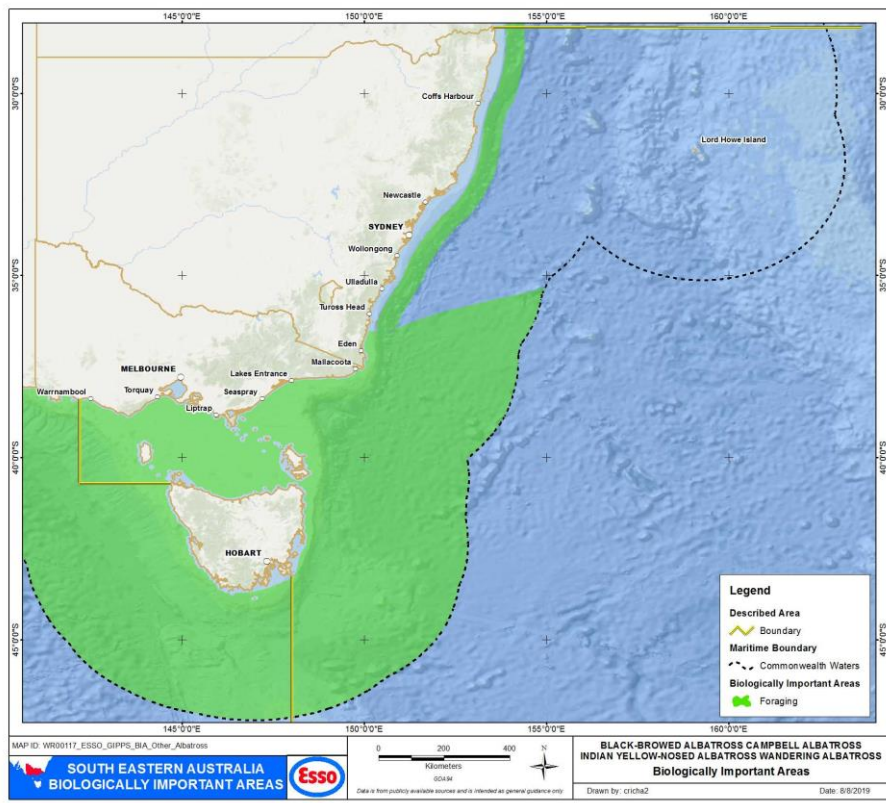 145°0'0"E 150°0'0"E 155°0'0"E 160°0'0"E
30°0'0"S
30°0'0"S
Coffs Harbour
Lord Howe Island
Newcastle
SYDNEY
Wollongong
35°0'0"S
35°0'0"S
Ulladulla
Tuross Head
Eden
MELBOURNE
Lakes Entrance
Mallacoota
Warrnambool
Torquay
Seaspray
Liptrap
40°0'0"S
40°0'0"S
HOBART
Legend
Described Area
Boundary
Maritime Boundary
Commonwealth Waters
Biologically Important Areas
Foraging
45°0'0"S
45°0'0"S
145°0'0"E 150°0'0"E 155°0'0"E 160°0'0"E
MAP ID: WR00117_ESSO_GIPPS_BIA_Other_Albatross
SOUTH EASTERN AUSTRALIA
BIOLOGICALLY IMPORTANT AREAS
Esso
0 200 400
Kilometers
GDA94
N
Data is from publicly available sources and is intended as general guidance only.
BLACK-BROWED ALBATROSS CAMPBELL ALBATROSS
INDIAN YELLOW-NOSED ALBATROSS WANDERING ALBATROSS
Biologically Important Areas
Drawn by: cricha2 Date: 8/8/2019